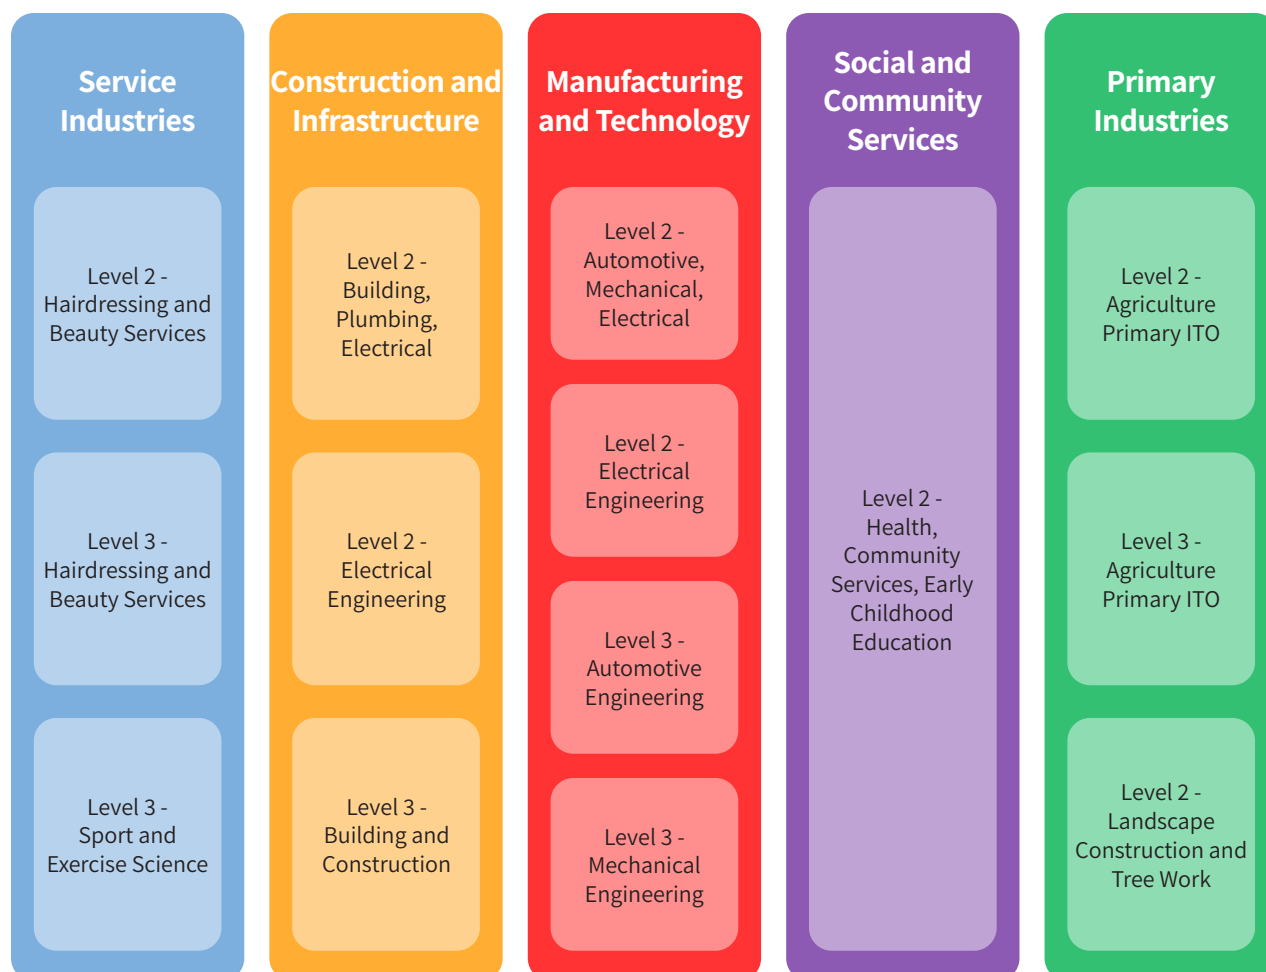 Service
Industries
Level 2 -
Hairdressing and
Beauty Services
Level 3 -
Hairdressing and
Beauty Services
Level 3 -
Sport and
Exercise Science
Construction and
Infrastructure
Level 2 -
Building,
Plumbing,
Electrical
Level 2 -
Electrical
Engineering
Level 3 -
Building and
Construction
Manufacturing
and Technology
Level 2 -
Automotive,
Mechanical,
Electrical
Level 2 -
Electrical
Engineering
Level 3 -
Automotive
Engineering
Level 3 -
Mechanical
Engineering
Social and
Community
Services
Level 2 -
Health,
Community
Services, Early
Childhood
Education
Primary
Industries
Level 2 -
Agriculture
Primary ITO
Level 3 -
Agriculture
Primary ITO
Level 2 -
Landscape
Construction and
Tree Work